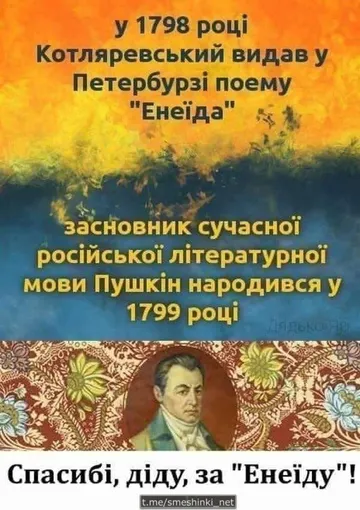 у 1798 році
Котляревський видав у
Петербурзі поему
"Енеїда"
засновник сучасної
російської літературної
мови Пушкін народився у
1799 році
Спасибі, діду, за "Енеїду"!
t.me/smeshinki_net